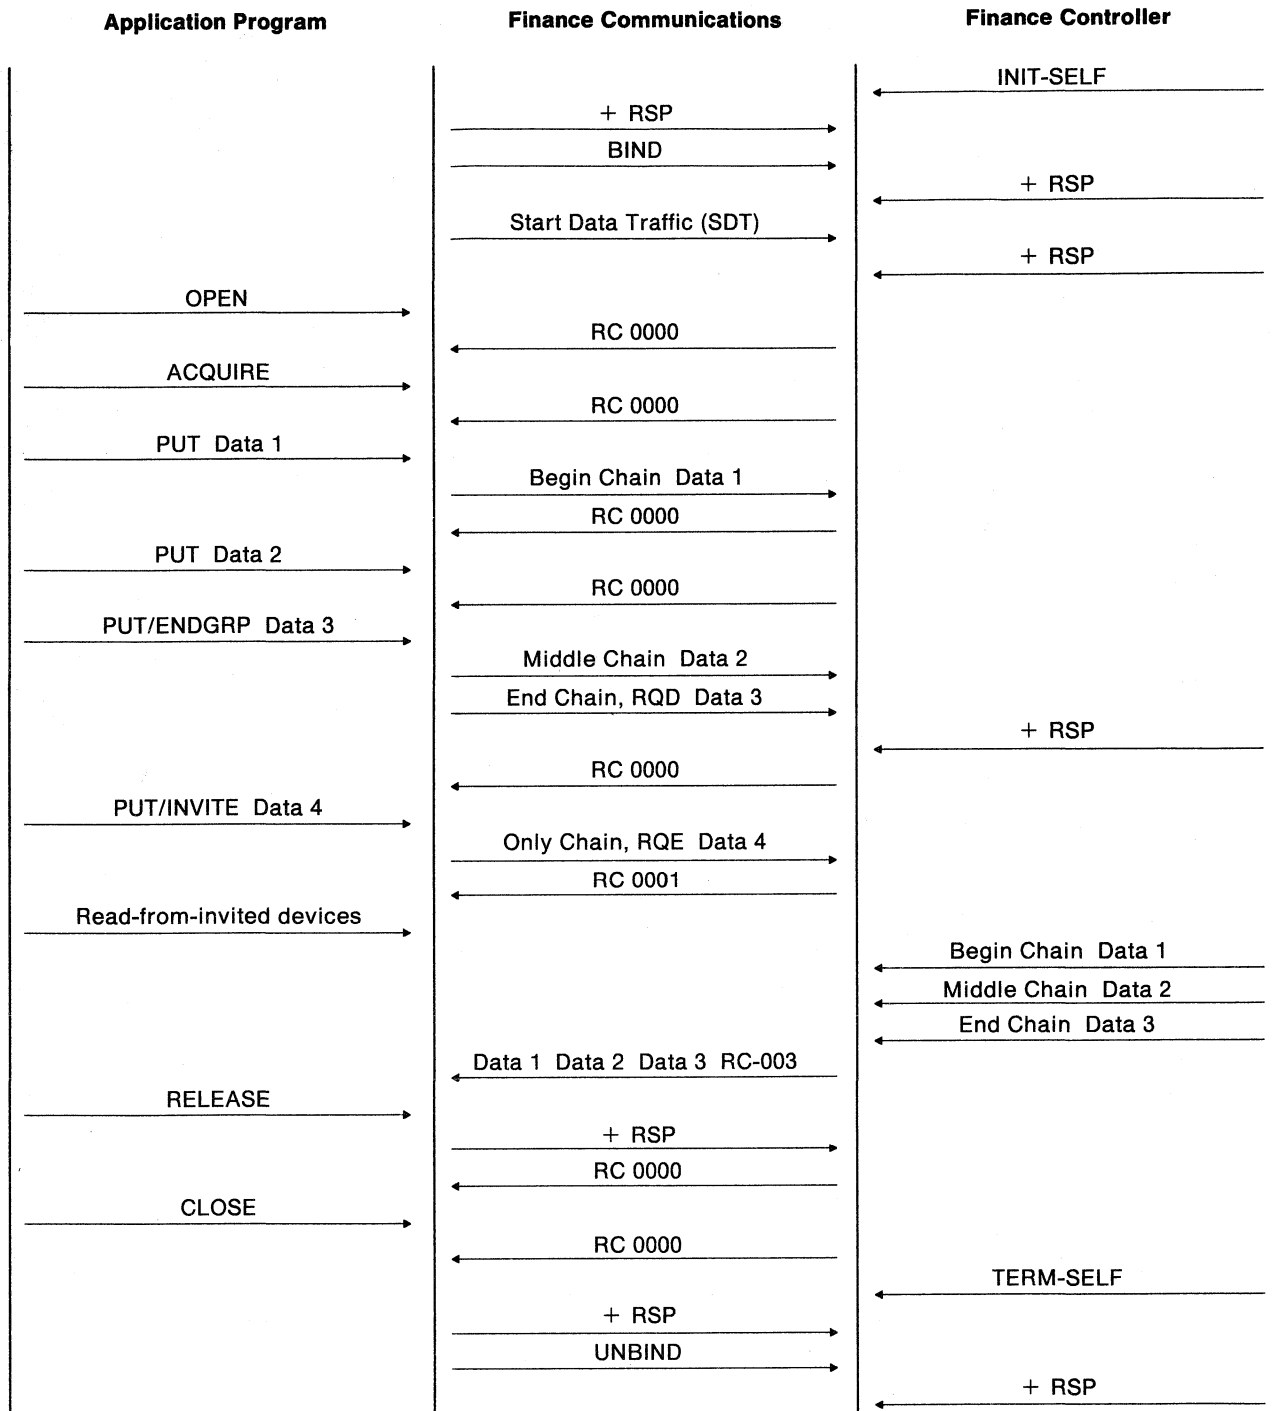 Application Program
Finance Communications
Finance Controller
INIT-SELF
+ RSP
BIND
+ RSP
Start Data Traffic (SDT)
+ RSP
OPEN
RC 0000
ACQUIRE
RC 0000
PUT Data 1
Begin Chain Data 1
RC 0000
PUT Data 2
RC 0000
PUT/ENDGRP Data 3
Middle Chain Data 2
End Chain, RQD Data 3
+ RSP
RC 0000
PUT/INVITE Data 4
Only Chain, RQE Data 4
RC 0001
Read-from-invited devices
Begin Chain Data 1
Middle Chain Data 2
End Chain Data 3
Data 1 Data 2 Data 3 RC-003
RELEASE
+ RSP
RC 0000
CLOSE
RC 0000
TERM-SELF
+ RSP
UNBIND
+ RSP